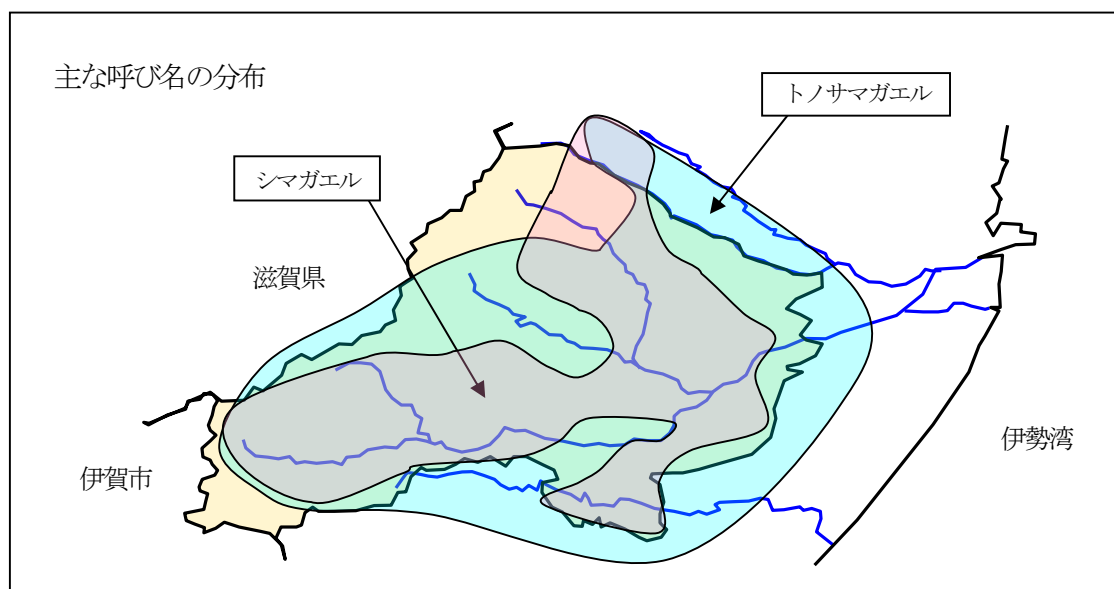 主な呼び名の分布
トノサマガエル
シマガエル
滋賀県
伊勢湾
伊賀市